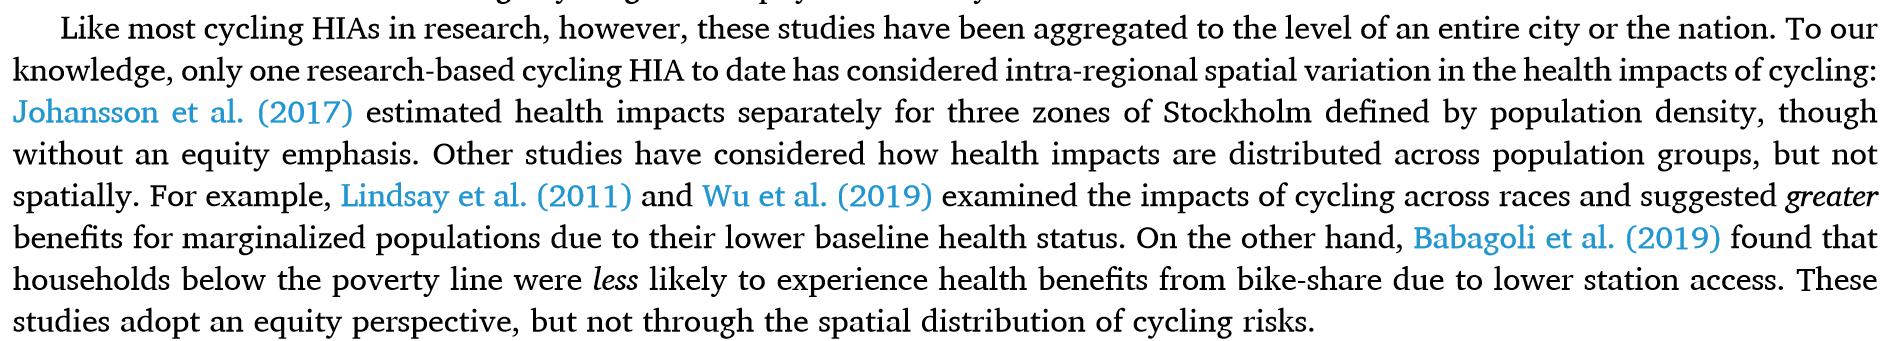 Like most cycling HIAs in research, however, these studies have been aggregated to the level of an entire city or the nation. To our
knowledge, only one research-based cycling HIA to date has considered intra-regional spatial variation in the health impacts of cycling:
Johansson et al. (2017) estimated health impacts separately for three zones of Stockholm defined by population density, though
without an equity emphasis. Other studies have considered how health impacts are distributed across population groups, but not
spatially. For example, Lindsay et al. (2011) and Wu et al. (2019) examined the impacts of cycling across races and suggested greater
benefits for marginalized populations due to their lower baseline health status. On the other hand, Babagoli et al. (2019) found that
households below the poverty line were less likely to experience health benefits from bike-share due to lower station access. These
studies adopt an equity perspective, but not through the spatial distribution of cycling risks.